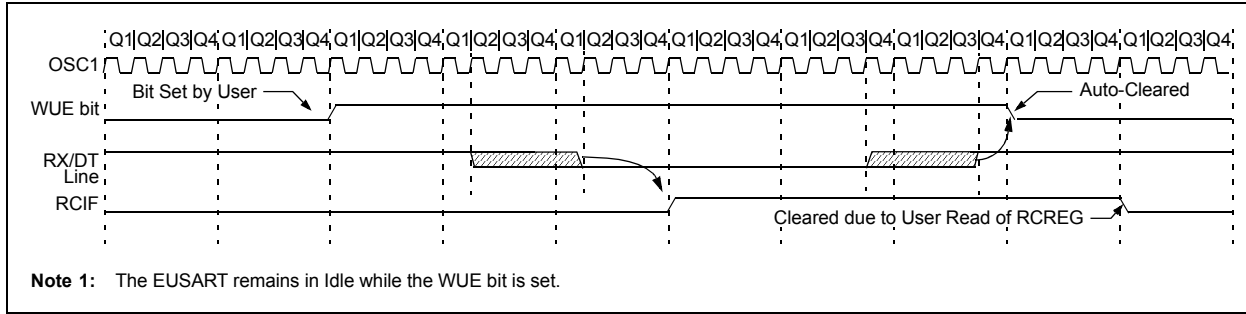 Q1|Q2|Q3|Q4|Q1|Q2|Q3|Q4|Q1|Q2|Q3|Q4|Q1|Q2|Q3|Q4|Q1|Q2|Q3|Q4|Q1|Q2|Q3|Q4|Q1|Q2|Q3|Q4|Q1|Q2|Q3|Q4|Q1|Q2|Q3|Q4|Q1|Q2|Q3|Q4
OSC1
Bit Set by User
Auto-Cleared
WUE bit
RX/DT
Line
RCIF
Cleared due to User Read of RCREG
Note 1: The EUSART remains in Idle while the WUE bit is set.